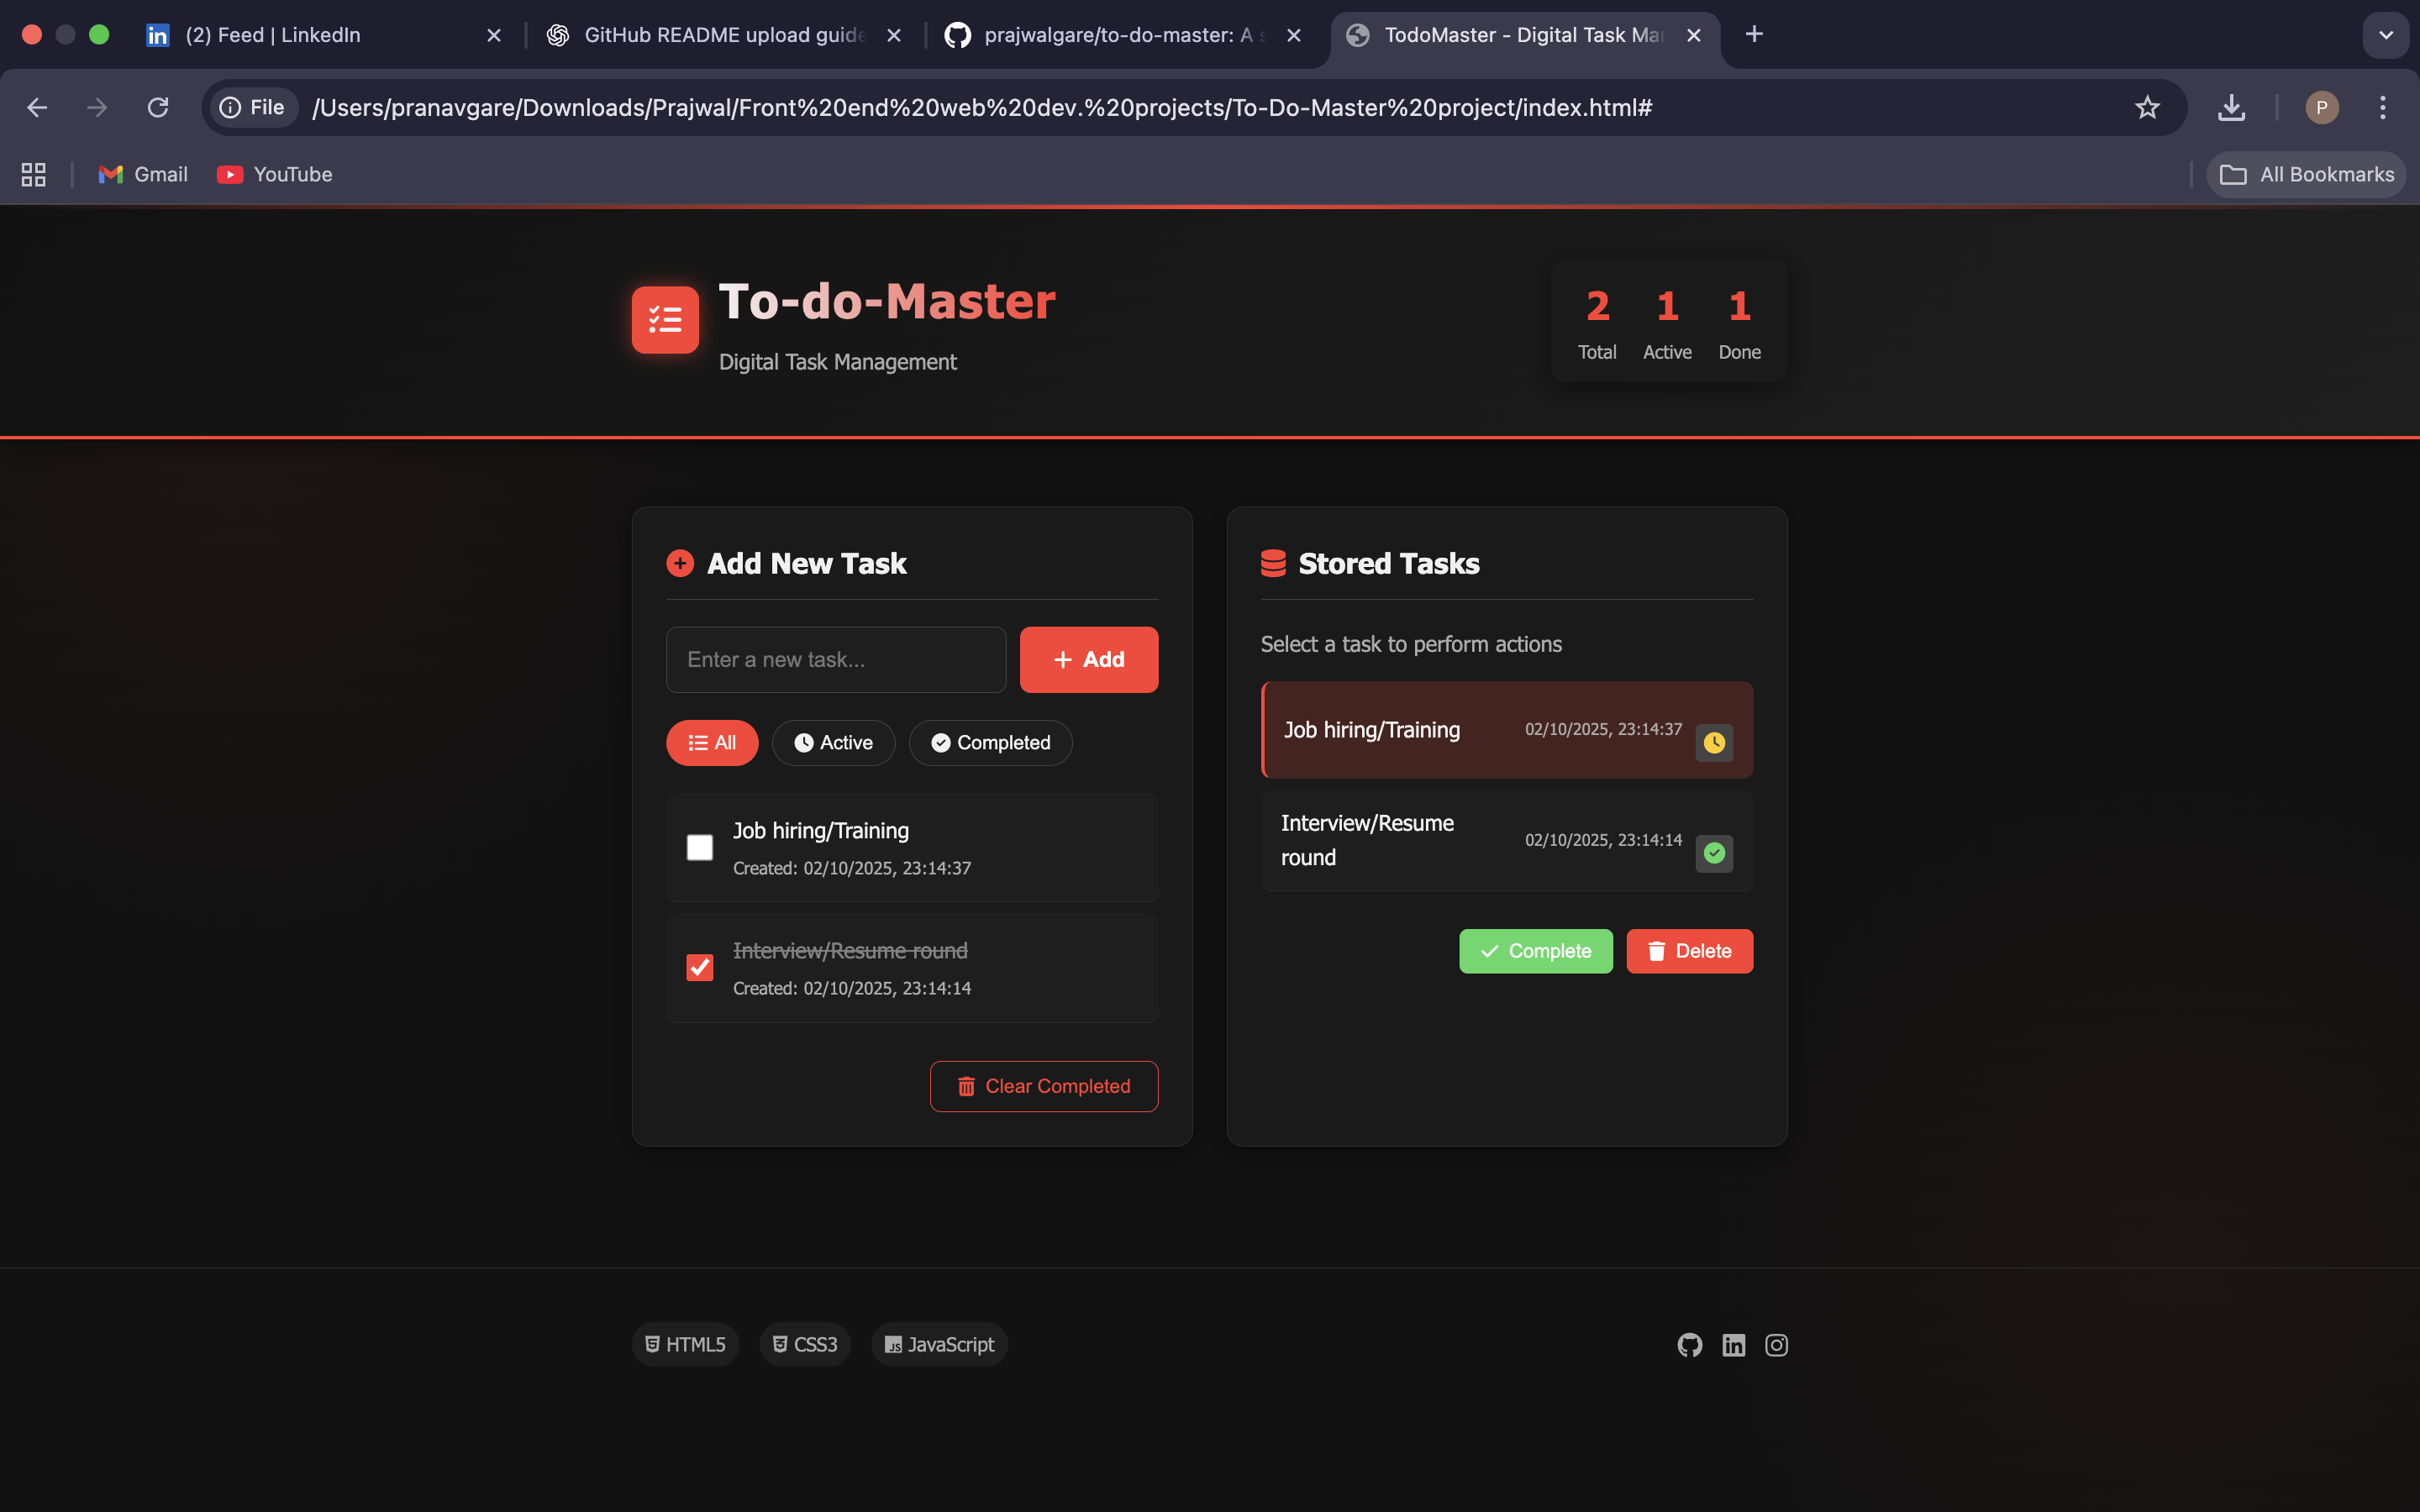 (2) Feed | LinkedIn
GitHub README upload guide
prajwalgare/to-do-master: A s
TodoMaster - Digital Task Mar
File /Users/pranavgare/Downloads/Prajwal/Front%20end%20web%20dev.%20projects/To-Do-Master%20project/index.html#
P
Gmail
YouTube
All Bookmarks
To-do-Master
Digital Task Management
2 1 1
Total Active Done
Add New Task
Enter a new task...
+ Add
All Active Completed
Job hiring/Training
Created: 02/10/2025, 23:14:37
Interview/Resume round
Created: 02/10/2025, 23:14:14
Clear Completed
Stored Tasks
Select a task to perform actions
Job hiring/Training 02/10/2025, 23:14:37
Interview/Resume
round
02/10/2025, 23:14:14
Complete Delete
HTML5 CSS3 JavaScript